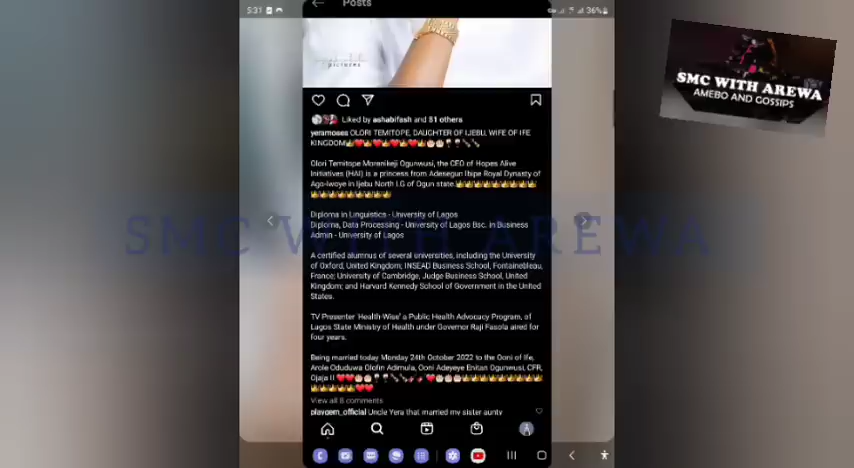 5:31
36%
Posts
PICTURES
SMC WITH AREWA
AMEBO AND GOSSIPS
Liked by ashabifash and 81 others
yeramoses OLORI TEMITOPE, DAUGHTER OF IJEBU, WIFE OF IFE
KINGDOM
Olori Temitope Morenikeji Ogunwusi, the CEO of Hopes Alive
Initiatives (HAI) is a princess from Adesegun Ibipe Royal Dynasty of
Ago-Iwoye in Ijebu North LG of Ogun state.
Diploma in Linguistics - University of Lagos
Diploma, Data Processing - University of Lagos Bsc. in Business
Admin - University of Lagos
SMC WITH AREWA
A certified alumnus of several universities, including the University
of Oxford, United Kingdom; INSEAD Business School, Fontainebleau,
France; University of Cambridge, Judge Business School, United
Kingdom; and Harvard Kennedy School of Government in the United
States.
TV Presenter 'Health-Wise' a Public Health Advocacy Program, of
Lagos State Ministry of Health under Governor Raji Fasola aired for
four years.
Being married today Monday 24th October 2022 to the Ooni of Ife,
Arole Oduduwa Olofin Adimula, Ooni Adeyeye Enitan Ogunwusi, CFR,
Ojaja II
View all 8 comments
playgem_official Uncle Yera that married my sister aunty